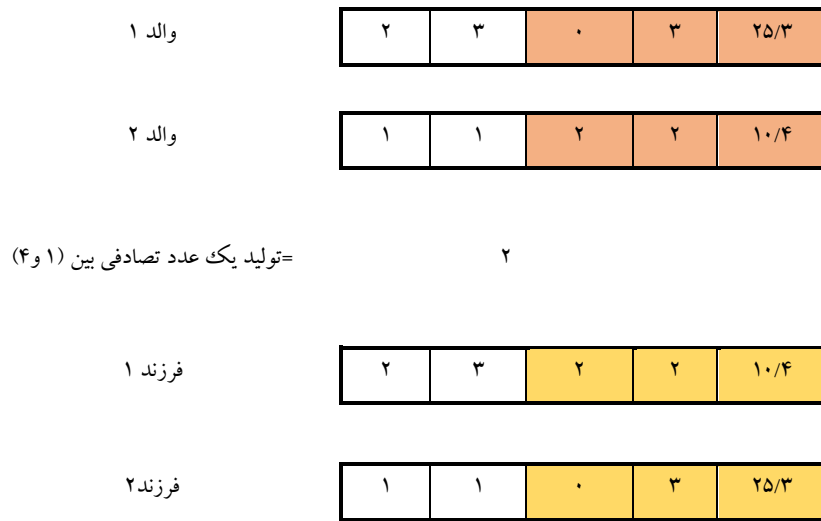 والد ۱ ۲ ۳ ۰ ۳ ۲۵/۳
والد ۲ ۱ ۱ ۲ ۲ ۱۰/۴
=تولید یک عدد تصادفی بین (۱ و۴) ۲
فرزند ۱ ۲ ۳ ۲ ۲ ۱۰/۴
فرزند۲ ۱ ۱ ۰ ۳ ۲۵/۳